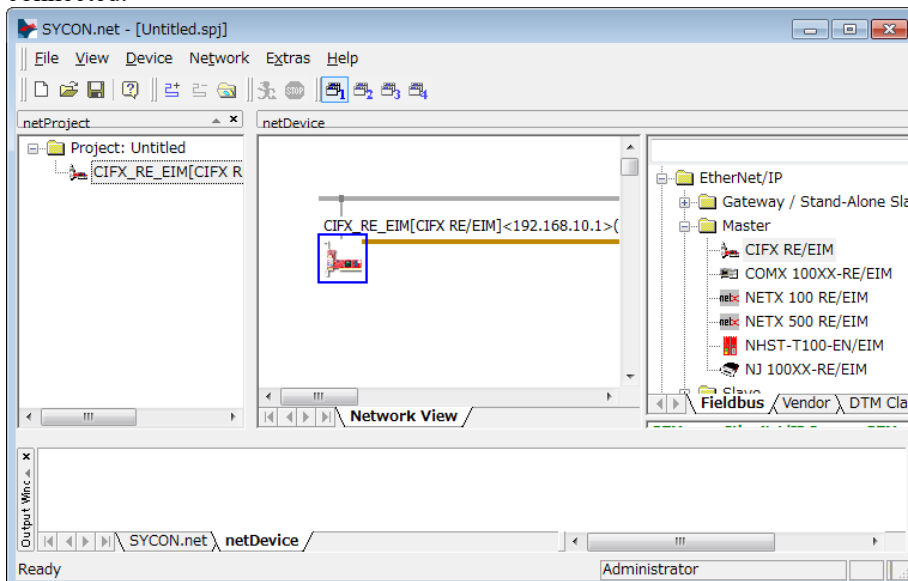 SYCON.net - [Untitled.spj]
File View Device Network Extras Help
netProject
netDevice
Project: Untitled
CIFX_RE_EIM[CIFX R
CIFX_RE_EIM[CIFX RE/EIM]<192.168.10.1>(
EtherNet/IP
Gateway / Stand-Alone Sla
Master
CIFX RE/EIM
COMX 100XX-RE/EIM
NETX 100 RE/EIM
NETX 500 RE/EIM
NHST-T100-EN/EIM
NJ 100XX-RE/EIM
Slave
Network View
Fieldbus Vendor DTM Cla
Output Winc
SYCON.net netDevice
Ready
Administrator